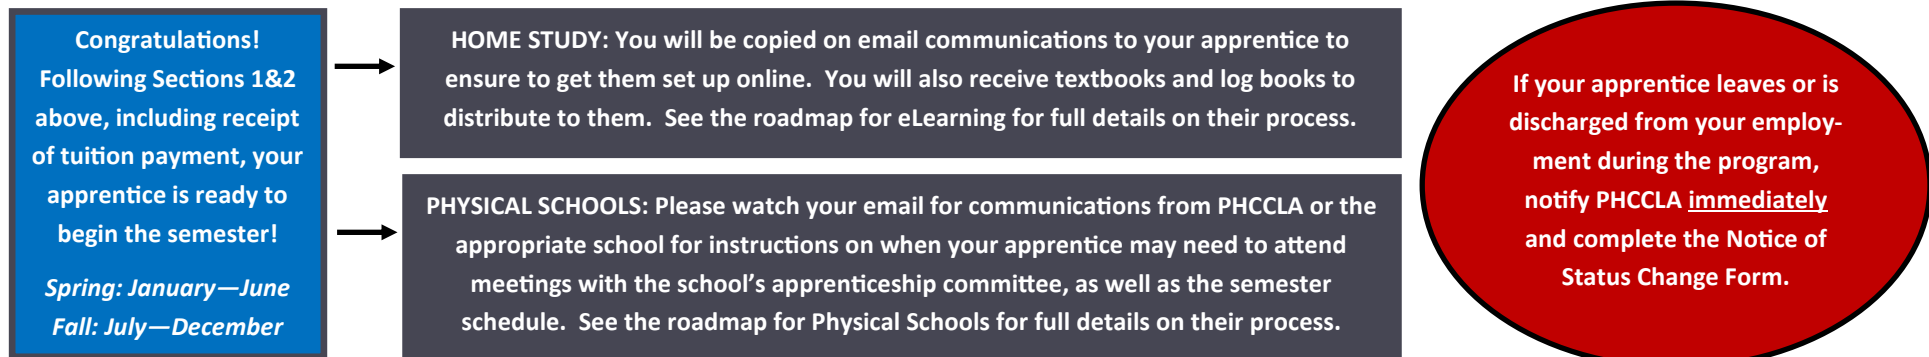 Congratulations!
Following Sections 1&2
above, including receipt
of tuition payment, your
apprentice is ready to
begin the semester!
Spring: January—June
Fall: July—December
HOME STUDY: You will be copied on email communications to your apprentice to
ensure to get them set up online.  You will also receive textbooks and log books to
distribute to them.  See the roadmap for eLearning for full details on their process.
PHYSICAL SCHOOLS: Please watch your email for communications from PHCCLA or the
appropriate school for instructions on when your apprentice may need to attend
meetings with the school’s apprenticeship committee, as well as the semester
schedule.  See the roadmap for Physical Schools for full details on their process.
If your apprentice leaves or is
discharged from your employ-
ment during the program,
notify PHCCLA immediately
and complete the Notice of
Status Change Form.